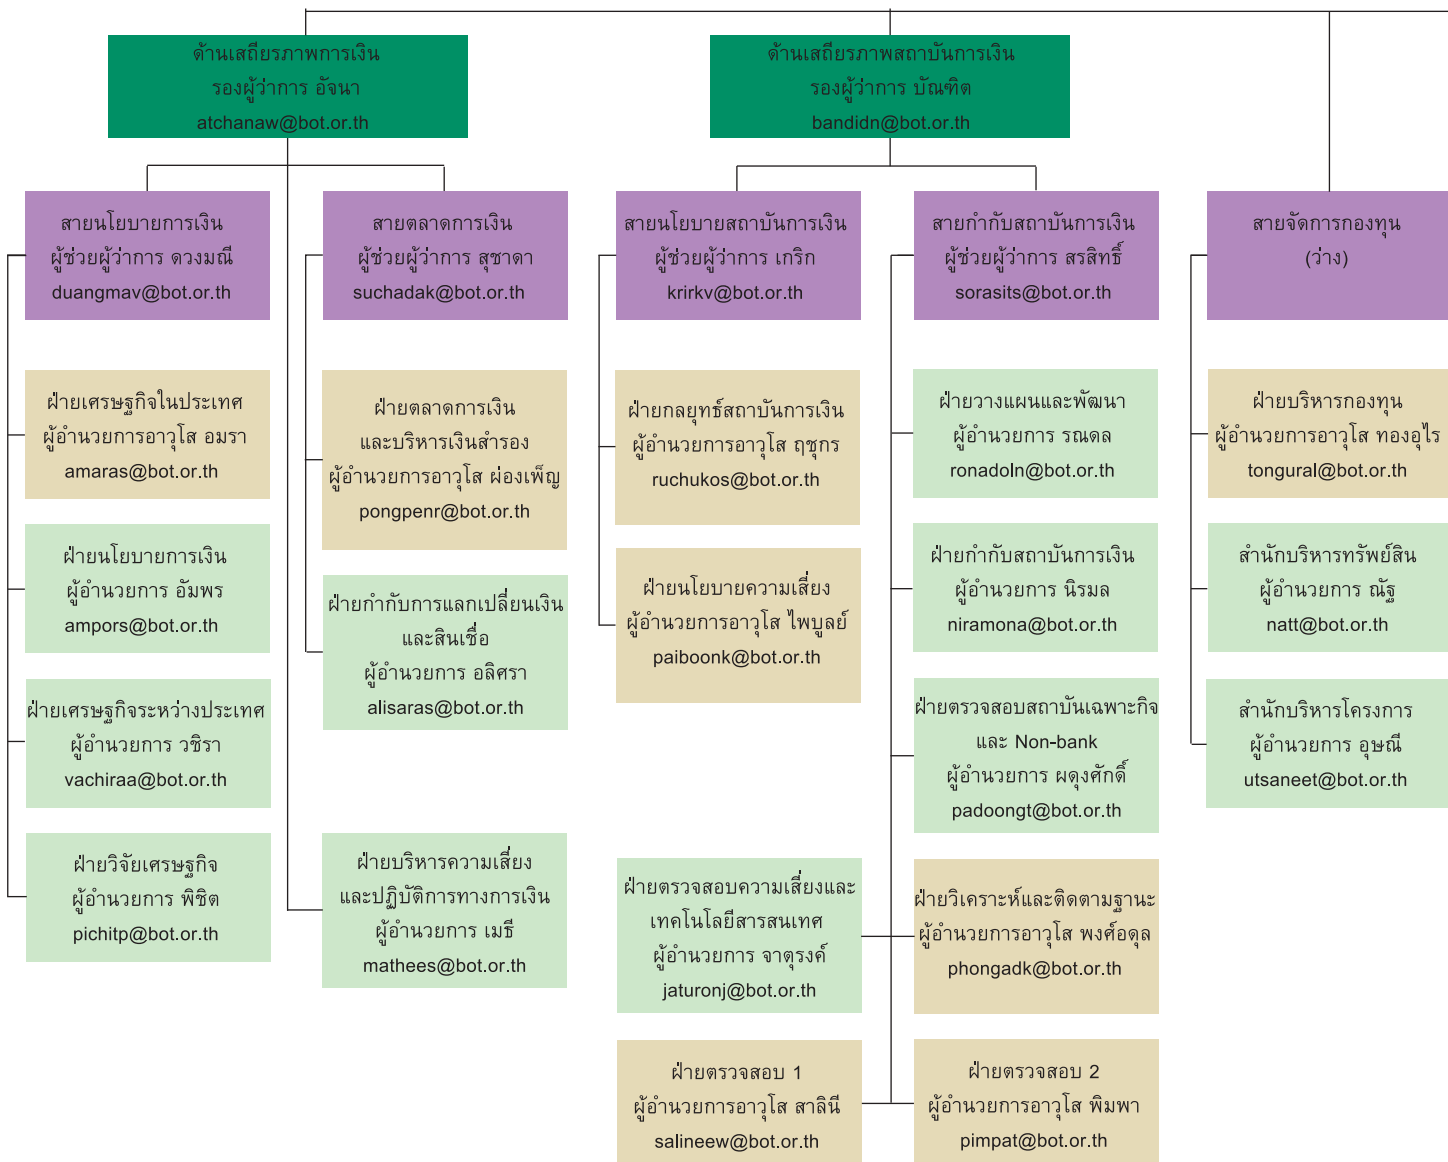 ด้านเสถียรภาพการเงิน
รองผู้ว่าการ อัจนา
atchanaw@bot.or.th
ด้านเสถียรภาพสถาบันการเงิน
รองผู้ว่าการ บัณฑิต
bandidn@bot.or.th
สายนโยบายการเงิน
ผู้ช่วยผู้ว่าการ ดวงมณี
duangmav@bot.or.th
สายตลาดการเงิน
ผู้ช่วยผู้ว่าการ สุชาดา
suchadak@bot.or.th
สายนโยบายสถาบันการเงิน
ผู้ช่วยผู้ว่าการ เกริก
krirkv@bot.or.th
สายกำกับสถาบันการเงิน
ผู้ช่วยผู้ว่าการ สรสิทธิ์
sorasits@bot.or.th
สายจัดการกองทุน
(ว่าง)
ฝ่ายเศรษฐกิจในประเทศ
ผู้อำนวยการอาวุโส อมรา
amaras@bot.or.th
ฝ่ายตลาดการเงิน
และบริหารเงินสำรอง
ผู้อำนวยการอาวุโส ผ่องเพ็ญ
pongpenr@bot.or.th
ฝ่ายกลยุทธ์สถาบันการเงิน
ผู้อำนวยการอาวุโส ฤชุกร
ruchukos@bot.or.th
ฝ่ายวางแผนและพัฒนา
ผู้อำนวยการ รณดล
ronadoln@bot.or.th
ฝ่ายบริหารกองทุน
ผู้อำนวยการอาวุโส ทองอุไร
tongural@bot.or.th
ฝ่ายนโยบายการเงิน
ผู้อำนวยการ อัมพร
ampors@bot.or.th
ฝ่ายกำกับการแลกเปลี่ยนเงิน
และสินเชื่อ
ผู้อำนวยการ อลิศรา
alisaras@bot.or.th
ฝ่ายนโยบายความเสี่ยง
ผู้อำนวยการอาวุโส ไพบูลย์
paiboonk@bot.or.th
ฝ่ายกำกับสถาบันการเงิน
ผู้อำนวยการ นิรมล
niramona@bot.or.th
สำนักบริหารทรัพย์สิน
ผู้อำนวยการ ณัฐ
natt@bot.or.th
ฝ่ายเศรษฐกิจระหว่างประเทศ
ผู้อำนวยการ วชิรา
vachiraa@bot.or.th
ฝ่ายตรวจสอบสถาบันเฉพาะกิจ
และ Non-bank
ผู้อำนวยการ ผดุงศักดิ์
padoongt@bot.or.th
สำนักบริหารโครงการ
ผู้อำนวยการ อุษณี
utsaneet@bot.or.th
ฝ่ายวิจัยเศรษฐกิจ
ผู้อำนวยการ พิชิต
pichitp@bot.or.th
ฝ่ายบริหารความเสี่ยง
และปฏิบัติการทางการเงิน
ผู้อำนวยการ เมธี
mathees@bot.or.th
ฝ่ายตรวจสอบความเสี่ยงและ
เทคโนโลยีสารสนเทศ
ผู้อำนวยการ จาตุรงค์
jaturonj@bot.or.th
ฝ่ายวิเคราะห์และติดตามฐานะ
ผู้อำนวยการอาวุโส พงศ์อดุล
phongadk@bot.or.th
ฝ่ายตรวจสอบ 1
ผู้อำนวยการอาวุโส สาลินี
salineew@bot.or.th
ฝ่ายตรวจสอบ 2
ผู้อำนวยการอาวุโส พิมพา
pimpat@bot.or.th